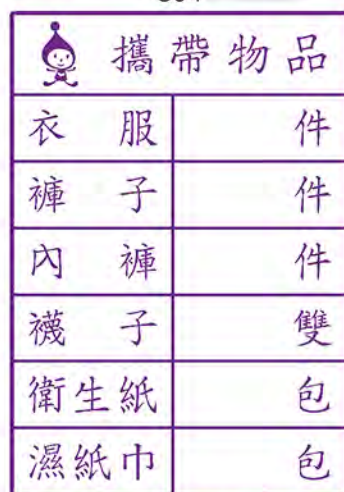 攜帶物品
衣服 件
褲子 件
內褲 件
襪子 雙
衛生紙 包
濕紙巾 包